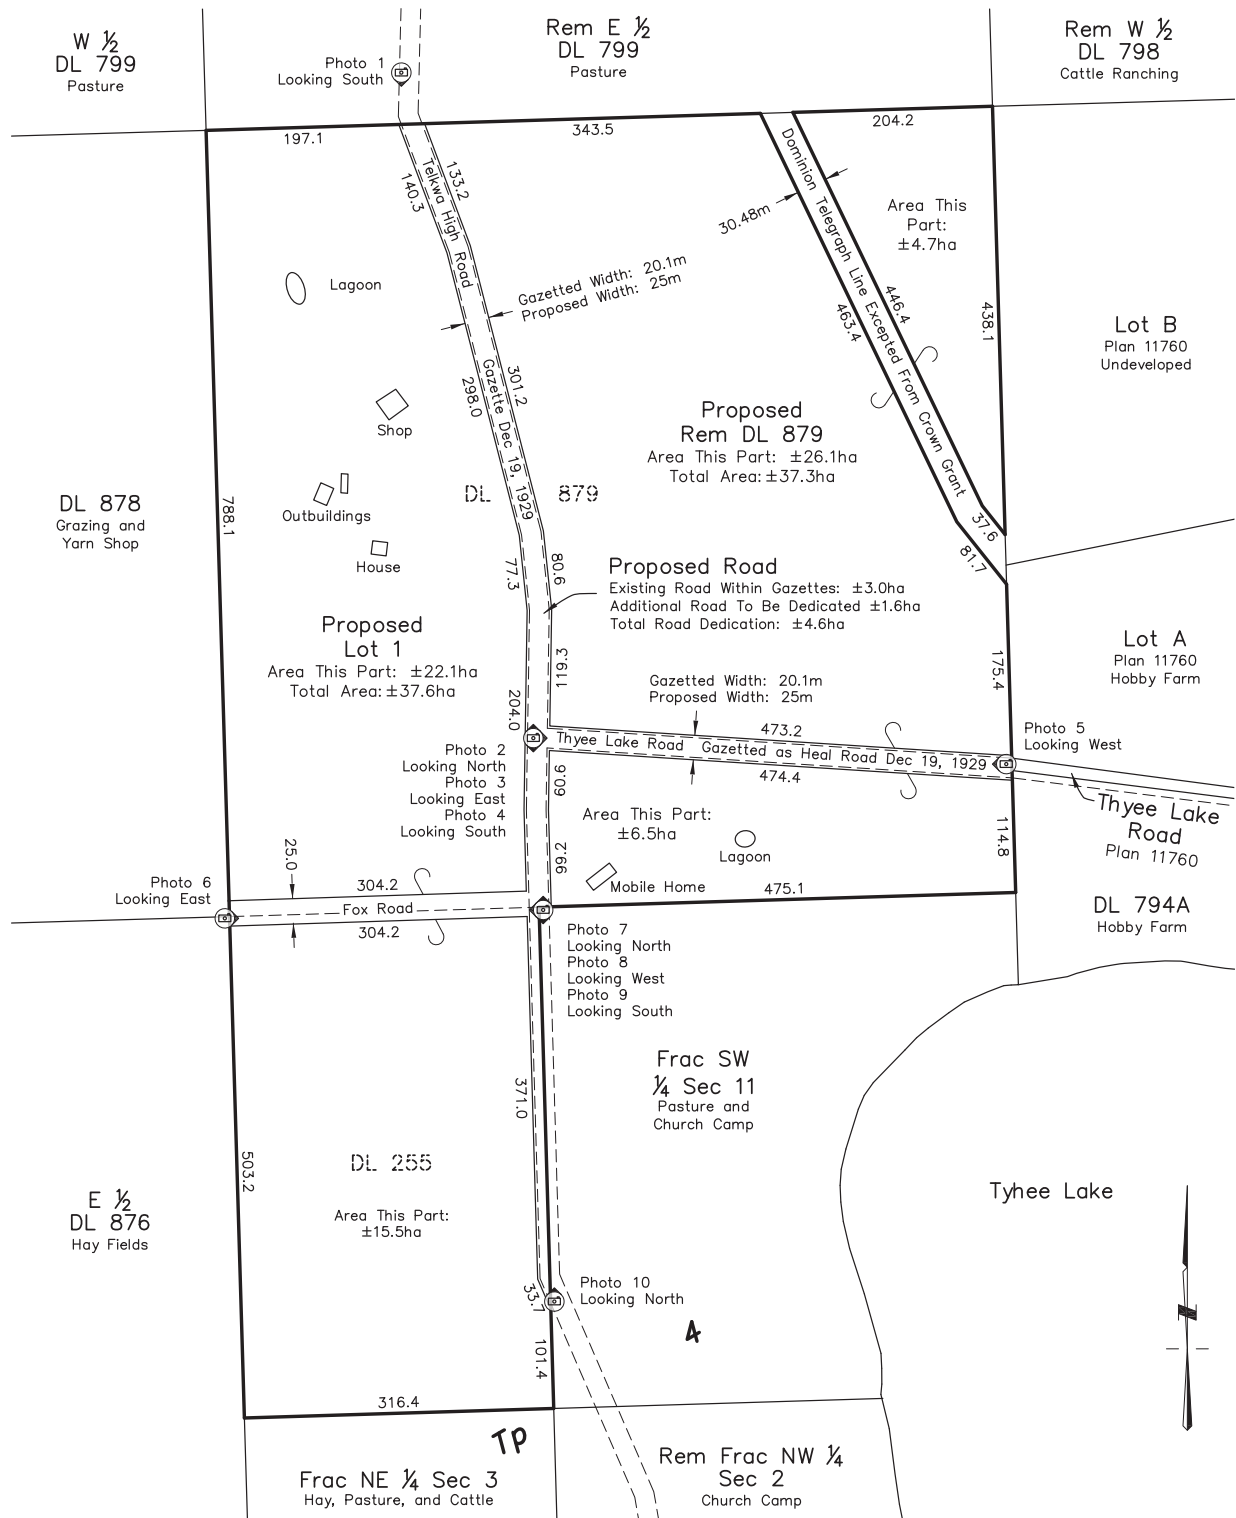 W ½
DL 799
Pasture
Rem E ½
DL 799
Pasture
Rem W ½
DL 798
Cattle Ranching
Photo 1
Looking South
197.1
343.5
204.2
Telkwa High Road
133.2
140.3
Dominion Telegraph Line Excepted From Crown Grant
30.48m
Area This
Part:
±4.7ha
Lagoon
Gazetted Width: 20.1m
Proposed Width: 25m
446.4
463.4
438.1
Lot B
Plan 11760
Undeveloped
Gazette Dec 19, 1929
301.2
298.0
Shop
Proposed
Rem DL 879
Area This Part: ±26.1ha
Total Area: ±37.3ha
DL 879
DL 878
Grazing and
Yarn Shop
788.1
Outbuildings
House
37.6
81.7
77.3
80.6
Proposed Road
Existing Road Within Gazettes: ±3.0ha
Additional Road To Be Dedicated ±1.6ha
Total Road Dedication: ±4.6ha
Proposed
Lot 1
Area This Part: ±22.1ha
Total Area: ±37.6ha
119.3
204.0
175.4
Lot A
Plan 11760
Hobby Farm
Gazetted Width: 20.1m
Proposed Width: 25m
473.2
Thyee Lake Road Gazetted as Heal Road Dec 19, 1929
474.4
Photo 5
Looking West
Photo 2
Looking North
Photo 3
Looking East
Photo 4
Looking South
60.6
99.2
Area This Part:
±6.5ha
Lagoon
Mobile Home
114.8
475.1
Thyee Lake
Road
Plan 11760
Photo 6
Looking East
25.0
304.2
Fox Road
304.2
DL 794A
Hobby Farm
Photo 7
Looking North
Photo 8
Looking West
Photo 9
Looking South
Frac SW
¼ Sec 11
Pasture and
Church Camp
371.0
503.2
DL 255
Area This Part:
±15.5ha
E ½
DL 876
Hay Fields
Tyhee Lake
Photo 10
Looking North
33.7
4
101.4
316.4
Tp
N
Frac NE ¼ Sec 3
Hay, Pasture, and Cattle
Rem Frac NW ¼
Sec 2
Church Camp